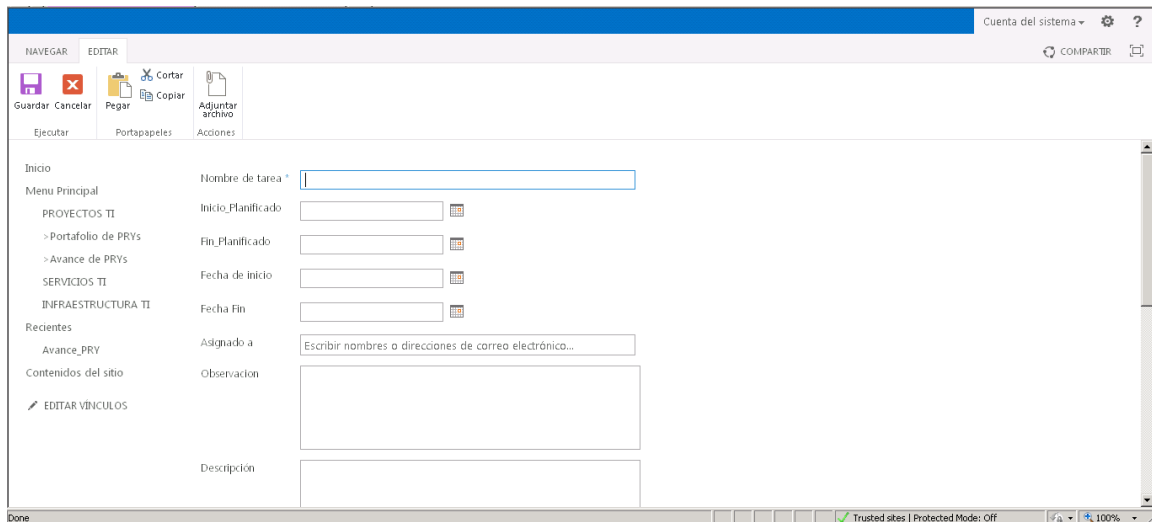 Cuenta del sistema
?
NAVEGAR EDITAR
COMPARTIR
Guardar Cancelar
Pegar
Cortar
Copiar
Adjuntar
archivo
Ejecutar Portapapeles Acciones
Inicio
Menu Principal
PROYECTOS TI
>Portafolio de PRYs
>Avance de PRYs
SERVICIOS TI
INFRAESTRUCTURA TI
Recientes
Avance_PRY
Contenidos del sitio
EDITAR VÍNCULOS
Nombre de tarea *
Inicio_Planificado
Fin_Planificado
Fecha de inicio
Fecha Fin
Asignado a
Escribir nombres o direcciones de correo electrónico...
Observacion
Descripción
Done
Trusted sites | Protected Mode: Off
100%